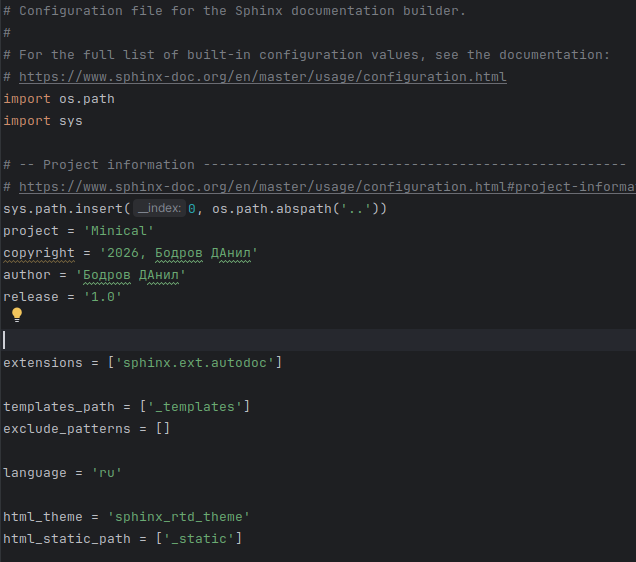 # Configuration file for the Sphinx documentation builder.
#
# For the full list of built-in configuration values, see the documentation:
# https://www.sphinx-doc.org/en/master/usage/configuration.html
import os.path
import sys
# -- Project information -----------------------------------------------------
# https://www.sphinx-doc.org/en/master/usage/configuration.html#project-informa
sys.path.insert(__index: 0, os.path.abspath('..'))
project = 'Minical'
copyright = '2026, Бодров ДАнил'
author = 'Бодров ДАнил'
release = '1.0'
extensions = ['sphinx.ext.autodoc']
templates_path = ['_templates']
exclude_patterns = []
language = 'ru'
html_theme = 'sphinx_rtd_theme'
html_static_path = ['_static']